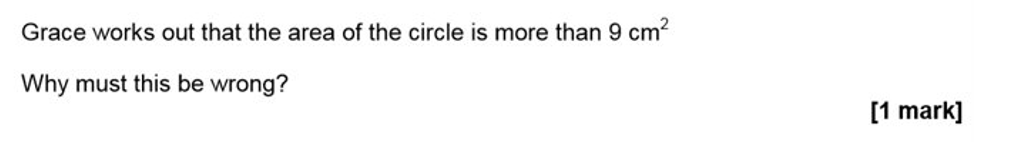 Grace works out that the area of the circle is more than 9 cm²
Why must this be wrong?
[1 mark]